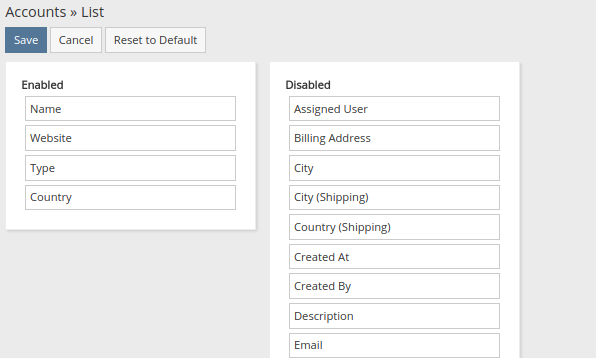 Accounts » List
Save Cancel Reset to Default
Enabled
Name
Website
Type
Country
Disabled
Assigned User
Billing Address
City
City (Shipping)
Country (Shipping)
Created At
Created By
Description
Email